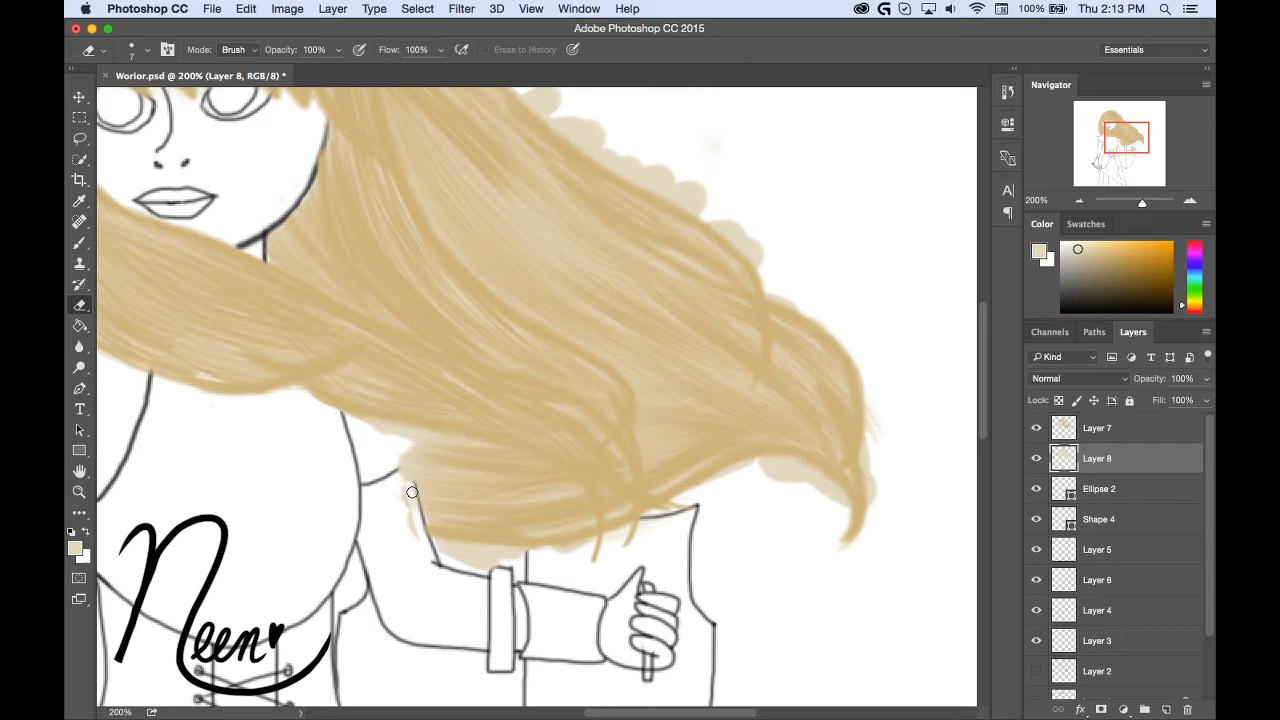 Photoshop CC File Edit Image Layer Type Select Filter 3D View Window Help 100% Thu 2:13 PM
Adobe Photoshop CC 2015
7 Mode: Brush Opacity: 100% Flow: 100% Erase to History Essentials
× Worior.psd @ 200% (Layer 8, RGB/8) *
Navigator
200%
Color Swatches
Channels Paths Layers
Kind
Normal Opacity: 100%
Lock: Fill: 100%
Layer 7
Layer 8
Ellipse 2
Shape 4
Layer 5
Layer 6
Layer 4
Layer 3
Layer 2
Neen
200%